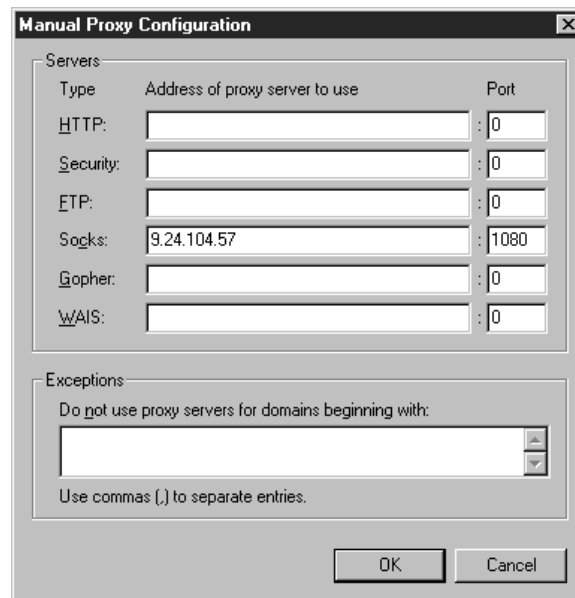 Manual Proxy Configuration
Servers
Type Address of proxy server to use Port
HTTP: : 0
Security: : 0
FTP: : 0
Socks: 9.24.104.57 : 1080
Gopher: : 0
WAIS: : 0
Exceptions
Do not use proxy servers for domains beginning with:
Use commas (,) to separate entries.
OK Cancel